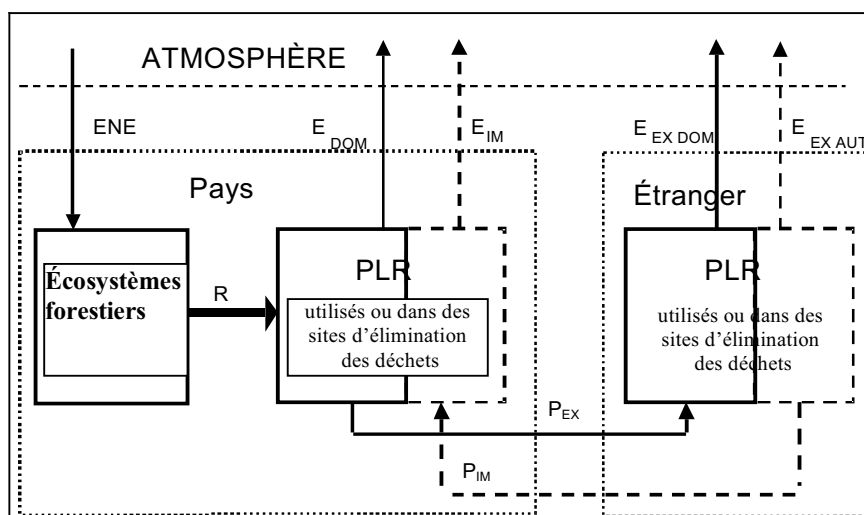 ATMOSPHÈRE
ENE
E DOM
E IM
E EX DOM
E EX AUT
Pays
Étranger
Écosystèmes
forestiers
R
PLR
utilisés ou dans des
sites d'élimination
des déchets
PLR
utilisés ou dans des
sites d'élimination
des déchets
P EX
P IM